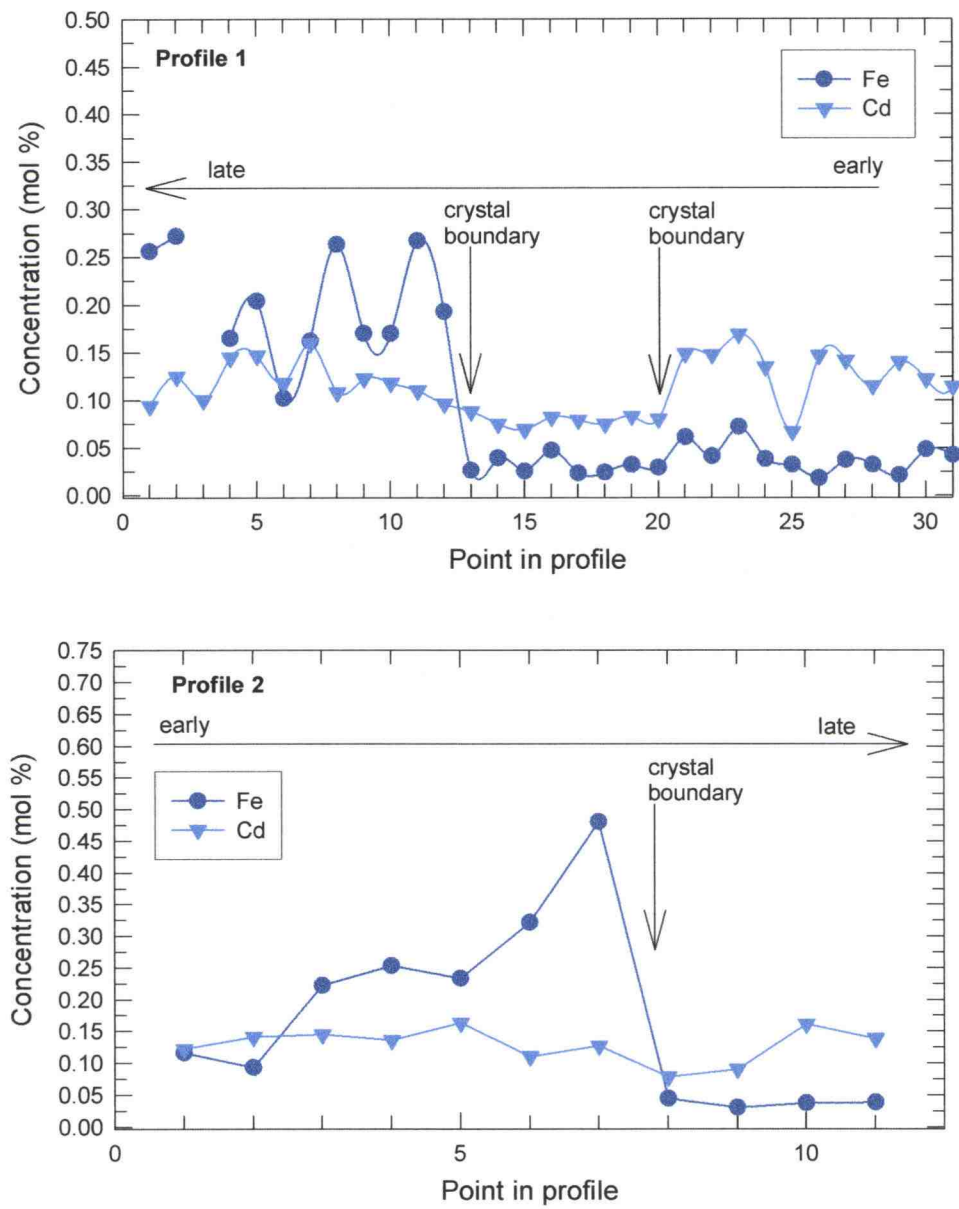 Profile 1
Fe
Cd
late
early
crystal
boundary
crystal
boundary
Concentration (mol %)
0.50
0.45
0.40
0.35
0.30
0.25
0.20
0.15
0.10
0.05
0.00
0 5 10 15 20 25 30
Point in profile
Profile 2
early
late
crystal
boundary
Fe
Cd
Concentration (mol %)
0.75
0.70
0.65
0.60
0.55
0.50
0.45
0.40
0.35
0.30
0.25
0.20
0.15
0.10
0.05
0.00
0 5 10
Point in profile